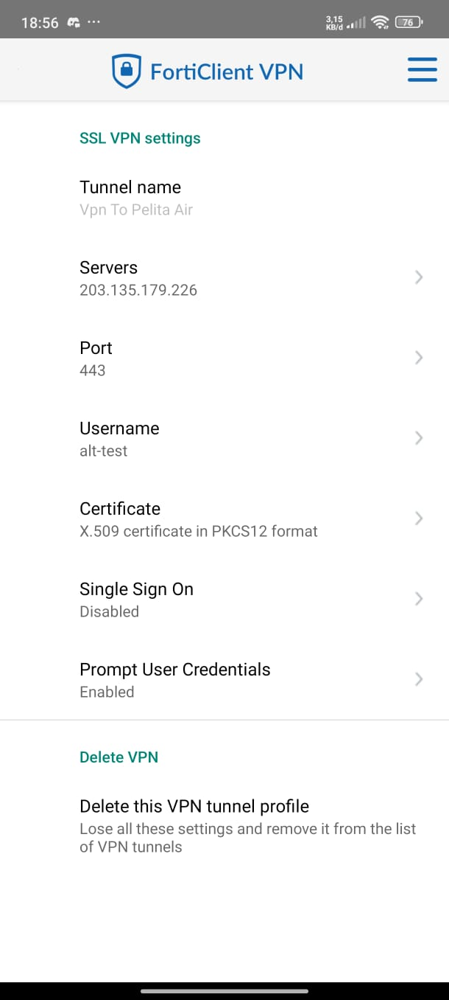 18:56 ... 3,15 KB/d 76
FortiClient VPN
SSL VPN settings
Tunnel name
Vpn To Pelita Air
Servers
203.135.179.226
Port
443
Username
alt-test
Certificate
X.509 certificate in PKCS12 format
Single Sign On
Disabled
Prompt User Credentials
Enabled
Delete VPN
Delete this VPN tunnel profile
Lose all these settings and remove it from the list
of VPN tunnels